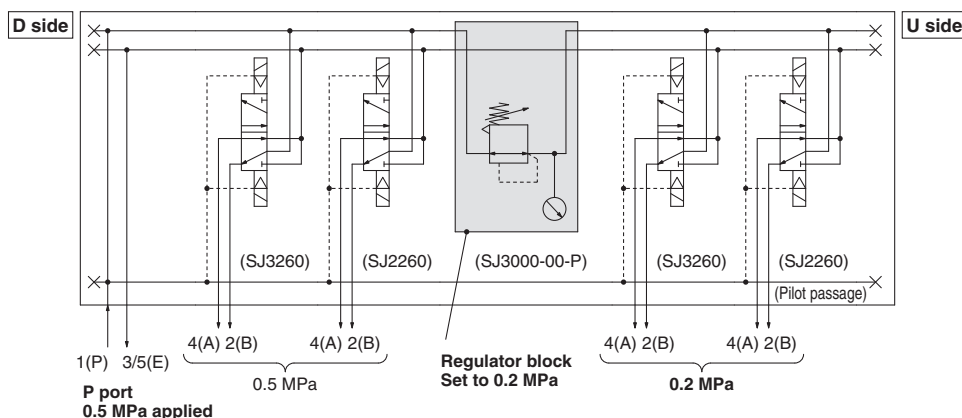 D side
U side
(SJ3260)
(SJ2260)
(SJ3000-00-P)
(SJ3260)
(SJ2260)
(Pilot passage)
1(P)
3/5(E)
4(A) 2(B)
4(A) 2(B)
0.5 MPa
Regulator block
Set to 0.2 MPa
4(A) 2(B)
4(A) 2(B)
0.2 MPa
P port
0.5 MPa applied